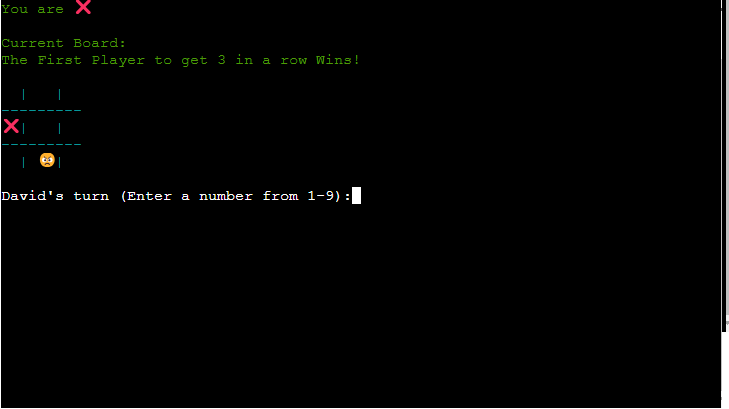 You are ❌
Current Board:
The First Player to get 3 in a row Wins!
|   |
---------
❌|   |
---------
| 😠|
David's turn (Enter a number from 1-9):